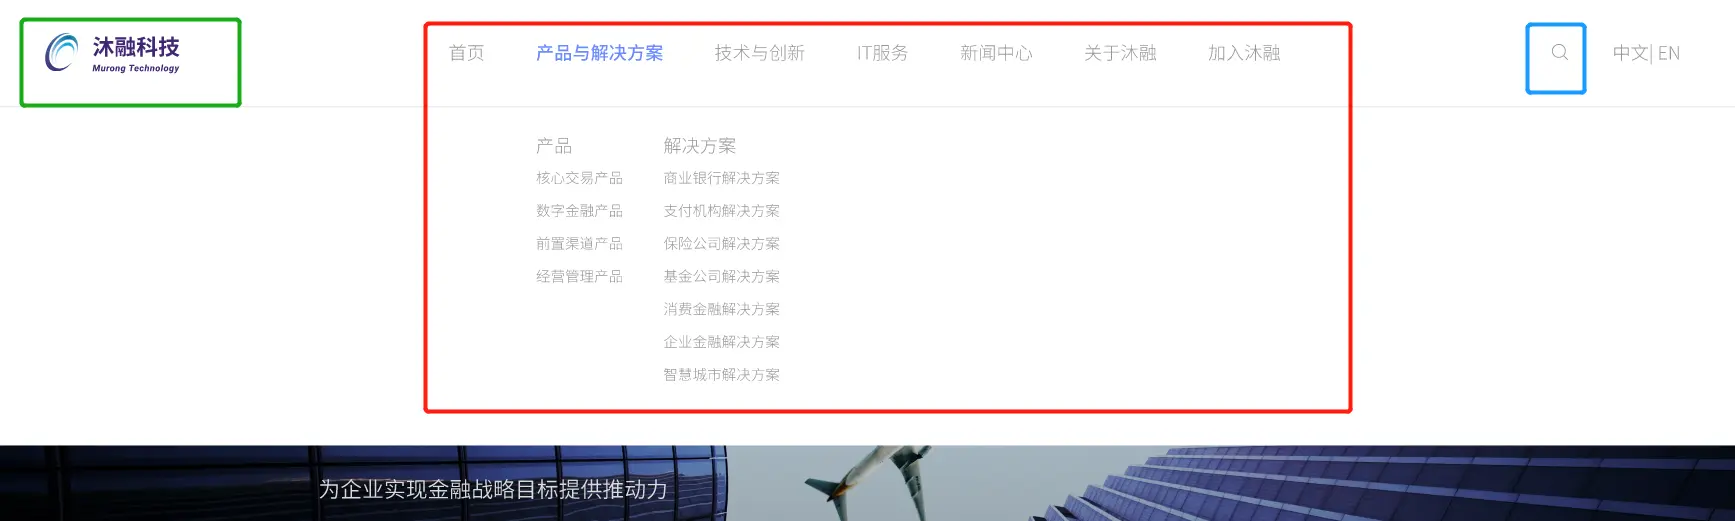 沐融科技
Murong Technology
首页
产品与解决方案
技术与创新
IT服务
新闻中心
关于沐融
加入沐融
中文| EN
产品
核心交易产品
数字金融产品
前置渠道产品
经营管理产品
解决方案
商业银行解决方案
支付机构解决方案
保险公司解决方案
基金公司解决方案
消费金融解决方案
企业金融解决方案
智慧城市解决方案
为企业实现金融战略目标提供推动力